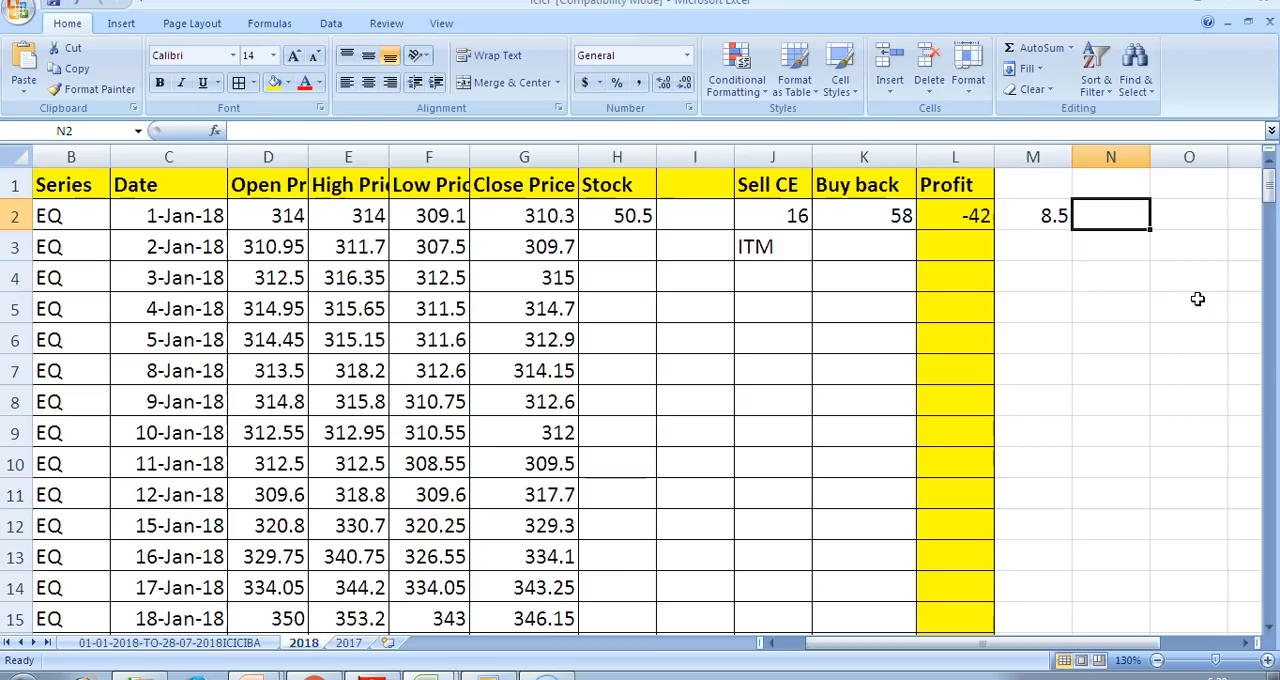 icicr [Compatibility Mode] - Microsoft Excel
Home Insert Page Layout Formulas Data Review View
Paste Cut Copy Format Painter Clipboard
Calibri 14 A A B I U A Font
Wrap Text Merge & Center Alignment
General $ % , Number
Conditional Formatting Format as Table Cell Styles Styles
Insert Delete Format Cells
Σ AutoSum Fill Clear Sort & Filter Find & Select Editing
N2 fx
B C D E F G H I J K L M N O
1 Series Date Open Pr High Pric Low Pric Close Price Stock Sell CE Buy back Profit
2 EQ 1-Jan-18 314 314 309.1 310.3 50.5 16 58 -42 8.5
3 EQ 2-Jan-18 310.95 311.7 307.5 309.7 ITM
4 EQ 3-Jan-18 312.5 316.35 312.5 315
5 EQ 4-Jan-18 314.95 315.65 311.5 314.7
6 EQ 5-Jan-18 314.45 315.15 311.6 312.9
7 EQ 8-Jan-18 313.5 318.2 312.6 314.15
8 EQ 9-Jan-18 314.8 315.8 310.75 312.6
9 EQ 10-Jan-18 312.55 312.95 310.55 312
10 EQ 11-Jan-18 312.5 312.5 308.55 309.5
11 EQ 12-Jan-18 309.6 318.8 309.6 317.7
12 EQ 15-Jan-18 320.8 330.7 320.25 329.3
13 EQ 16-Jan-18 329.75 340.75 326.55 334.1
14 EQ 17-Jan-18 334.05 344.2 334.05 343.25
15 EQ 18-Jan-18 350 353.2 343 346.15
01-01-2018-TO-28-07-2018ICICIBA 2018 2017
Ready 130%